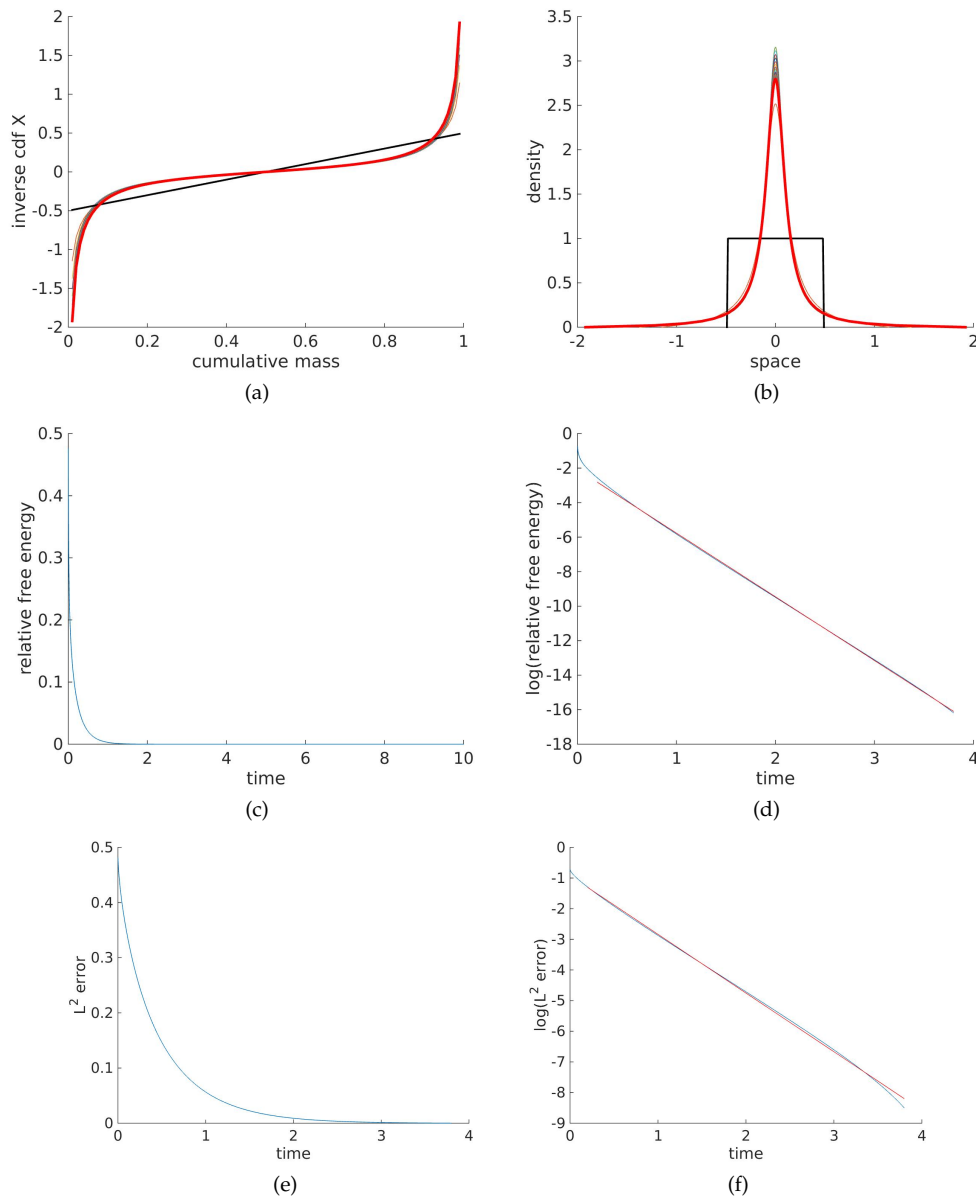 2
1.5
1
0.5
0
-0.5
-1
-1.5
-2
inverse cdf X
0 0.2 0.4 0.6 0.8 1
cumulative mass
(a)
3.5
3
2.5
2
1.5
1
0.5
0
density
-2 -1 0 1 2
space
(b)
0.5
0.4
0.3
0.2
0.1
0
relative free energy
0 2 4 6 8 10
time
(c)
0
-2
-4
-6
-8
-10
-12
-14
-16
-18
log(relative free energy)
0 1 2 3 4
time
(d)
0.5
0.4
0.3
0.2
0.1
0
L² error
0 1 2 3 4
time
(e)
0
-1
-2
-3
-4
-5
-6
-7
-8
-9
log(L² error)
0 1 2 3 4
time
(f)